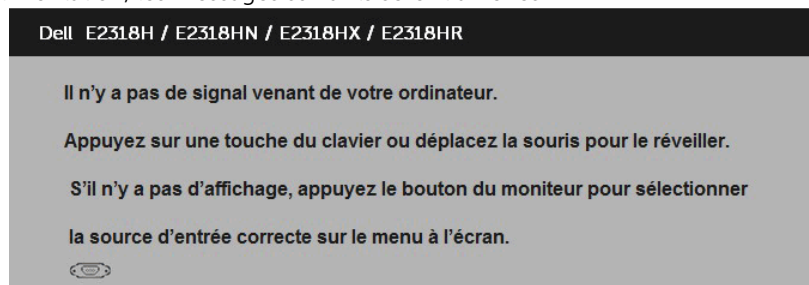 Dell E2318H / E2318HN / E2318HX / E2318HR
Il n’y a pas de signal venant de votre ordinateur.
Appuyez sur une touche du clavier ou déplacez la souris pour le réveiller.
S’il n’y a pas d’affichage, appuyez le bouton du moniteur pour sélectionner
la source d’entrée correcte sur le menu à l’écran.